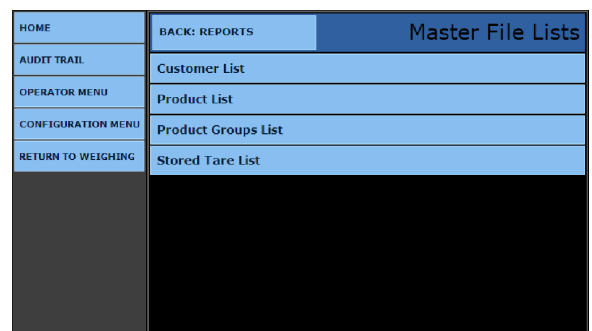 HOME
AUDIT TRAIL
OPERATOR MENU
CONFIGURATION MENU
RETURN TO WEIGHING
BACK: REPORTS
Master File Lists
Customer List
Product List
Product Groups List
Stored Tare List